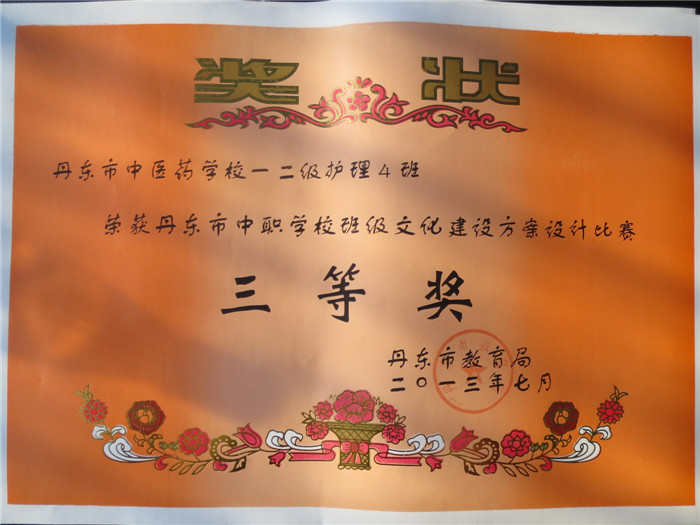 奖状
丹东市中医药学校一二级护理4班
荣获丹东市中职学校班级文化建设方案设计比赛
三等奖
丹东市教育局
二〇一三年七月